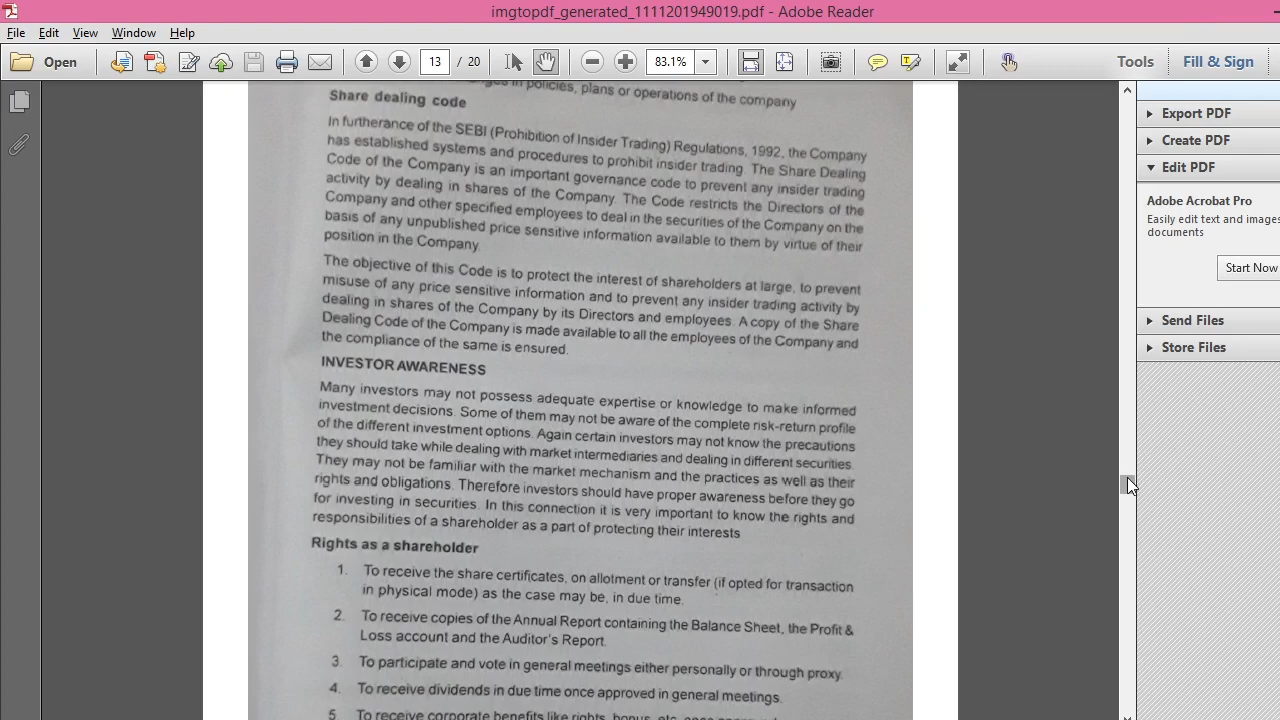 imgtopdf_generated_1111201949019.pdf - Adobe Reader
File Edit View Window Help
Open 13 / 20 83.1% Tools Fill & Sign
in policies, plans or operations of the company
Share dealing code
In furtherance of the SEBI (Prohibition of Insider Trading) Regulations, 1992, the Company
has established systems and procedures to prohibit insider trading. The Share Dealing
Code of the Company is an important governance code to prevent any insider trading
activity by dealing in shares of the Company. The Code restricts the Directors of the
Company and other specified employees to deal in the securities of the Company on the
basis of any unpublished price sensitive information available to them by virtue of their
position in the Company.
The objective of this Code is to protect the interest of shareholders at large, to prevent
misuse of any price sensitive information and to prevent any insider trading activity by
dealing in shares of the Company by its Directors and employees. A copy of the Share
Dealing Code of the Company is made available to all the employees of the Company and
the compliance of the same is ensured.
INVESTOR AWARENESS
Many investors may not possess adequate expertise or knowledge to make informed
investment decisions. Some of them may not be aware of the complete risk-return profile
of the different investment options. Again certain investors may not know the precautions
they should take while dealing with market intermediaries and dealing in different securities.
They may not be familiar with the market mechanism and the practices as well as their
rights and obligations. Therefore investors should have proper awareness before they go
for investing in securities. In this connection it is very important to know the rights and
responsibilities of a shareholder as a part of protecting their interests
Rights as a shareholder
1. To receive the share certificates, on allotment or transfer (if opted for transaction
in physical mode) as the case may be, in due time.
2. To receive copies of the Annual Report containing the Balance Sheet, the Profit &
Loss account and the Auditor's Report.
3. To participate and vote in general meetings either personally or through proxy.
4. To receive dividends in due time once approved in general meetings.
5. To receive corporate benefits like rights, bonus, etc. once
Export PDF
Create PDF
Edit PDF
Adobe Acrobat Pro
Easily edit text and images
documents
Start Now
Send Files
Store Files